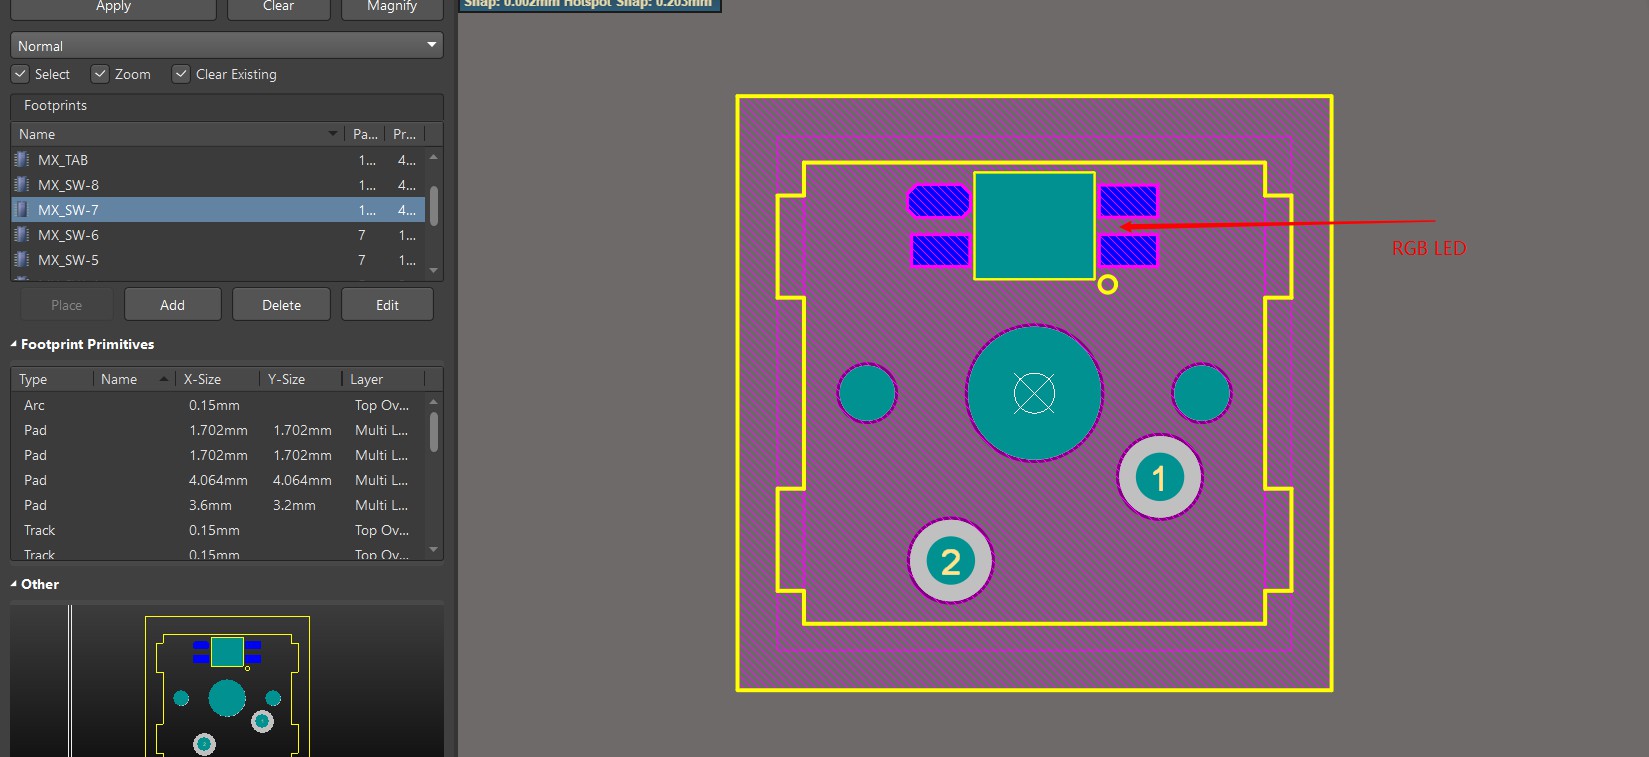 Snap: 0.002mm Hotspot Snap: 0.203mm
Apply Clear Magnify
Normal
Select Zoom Clear Existing
Footprints
Name Pa... Pr...
MX_TAB 1... 4...
MX_SW-8 1... 4...
MX_SW-7 1... 4...
MX_SW-6 7 1...
MX_SW-5 7 1...
Place Add Delete Edit
Footprint Primitives
Type Name X-Size Y-Size Layer
Arc 0.15mm Top Ov...
Pad 1.702mm 1.702mm Multi L...
Pad 1.702mm 1.702mm Multi L...
Pad 4.064mm 4.064mm Multi L...
Pad 3.6mm 3.2mm Multi L...
Track 0.15mm Top Ov...
Track 0.15mm Top Ov...
Other
RGB LED
1
2